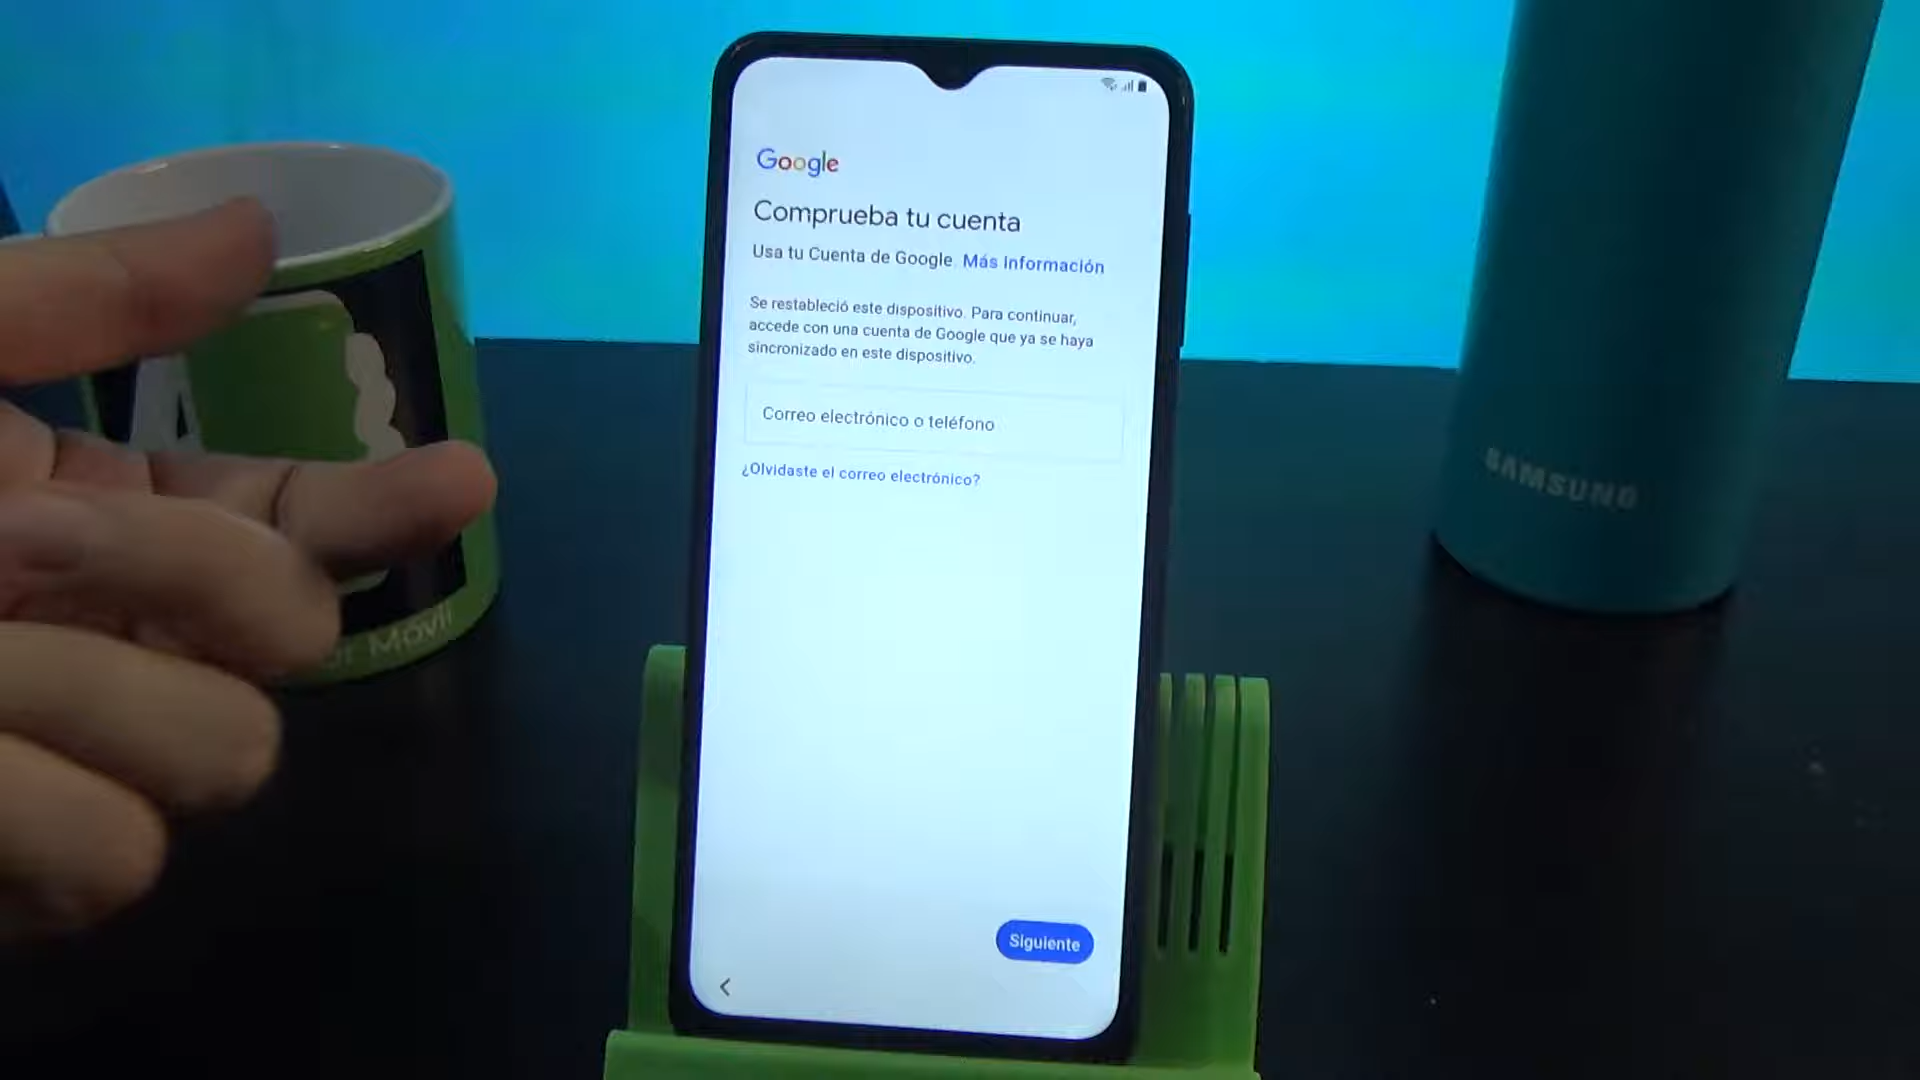 Google
Comprueba tu cuenta
Usa tu Cuenta de Google. Más información
Se restableció este dispositivo. Para continuar,
accede con una cuenta de Google que ya se haya
sincronizado en este dispositivo.
Correo electrónico o teléfono
¿Olvidaste el correo electrónico?
Siguiente
SAMSUNG
Móvil